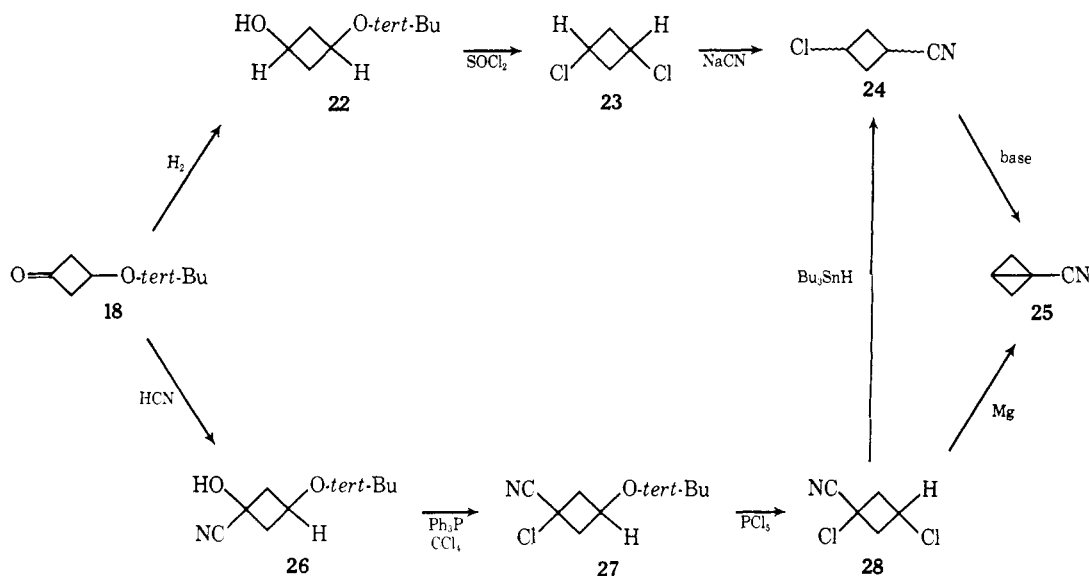 HO O-tert-Bu
H H
22
SOCl₂
H H
Cl Cl
23
NaCN
Cl CN
24
H₂
base
O O-tert-Bu
18
Bu₃SnH
CN
25
HCN
Mg
HO O-tert-Bu
NC H
26
Ph₃P
CCl₄
NC O-tert-Bu
Cl H
27
PCl₅
NC H
Cl Cl
28